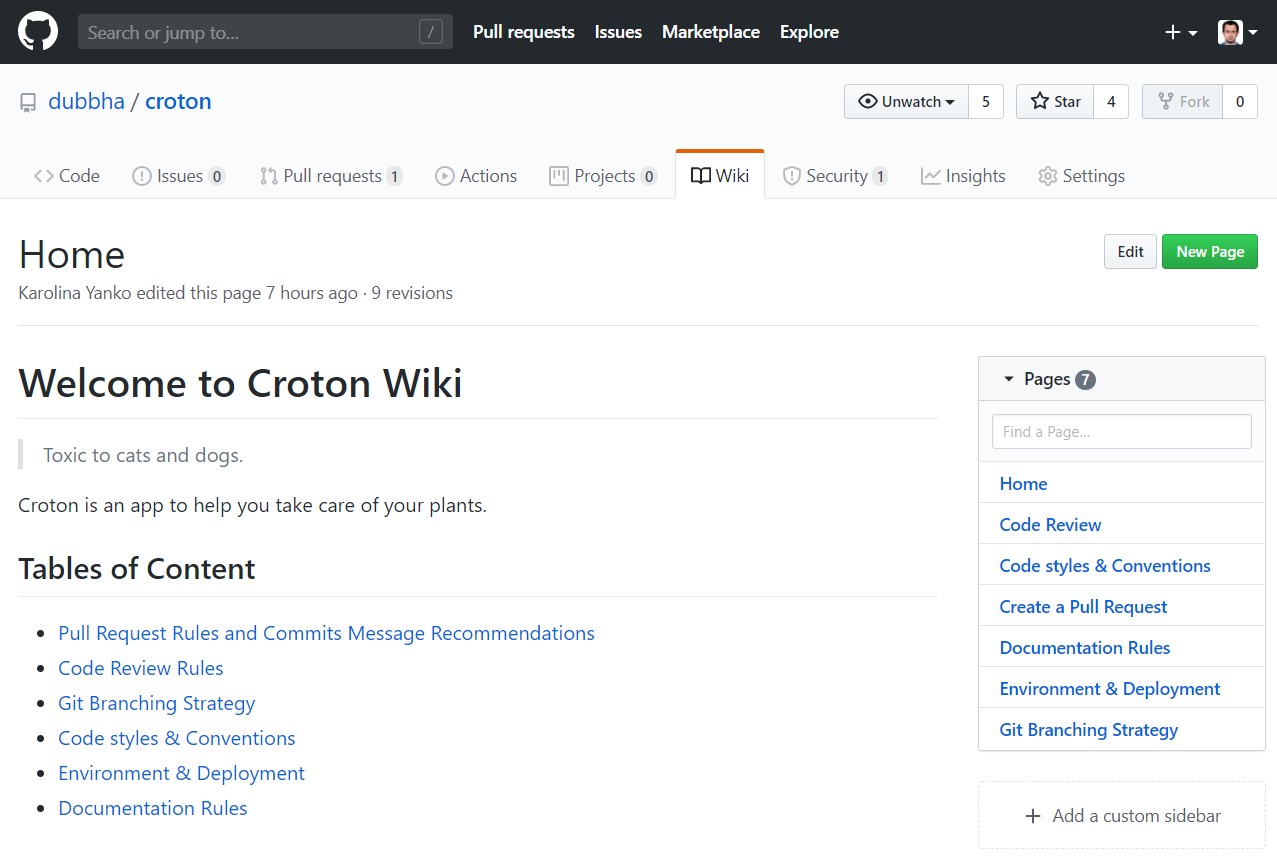 Search or jump to... / Pull requests Issues Marketplace Explore
dubbha / croton Unwatch 5 Star 4 Fork 0
Code Issues 0 Pull requests 1 Actions Projects 0 Wiki Security 1 Insights Settings
Home Edit New Page
Karolina Yanko edited this page 7 hours ago · 9 revisions
Welcome to Croton Wiki
Toxic to cats and dogs.
Croton is an app to help you take care of your plants.
Tables of Content
Pull Request Rules and Commits Message Recommendations
Code Review Rules
Git Branching Strategy
Code styles & Conventions
Environment & Deployment
Documentation Rules
Pages 7
Find a Page...
Home
Code Review
Code styles & Conventions
Create a Pull Request
Documentation Rules
Environment & Deployment
Git Branching Strategy
+ Add a custom sidebar